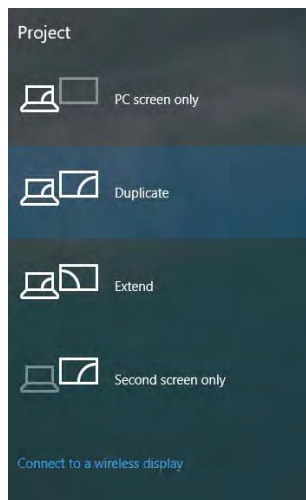 Project
PC screen only
Duplicate
Extend
Second screen only
Connect to a wireless display